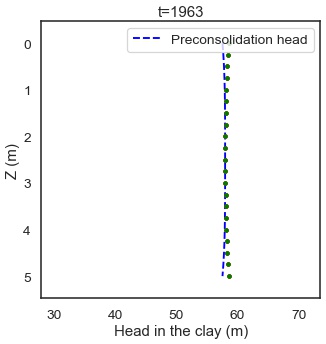 t=1963
Preconsolidation head
0
1
2
3
4
5
Z (m)
30 40 50 60 70
Head in the clay (m)